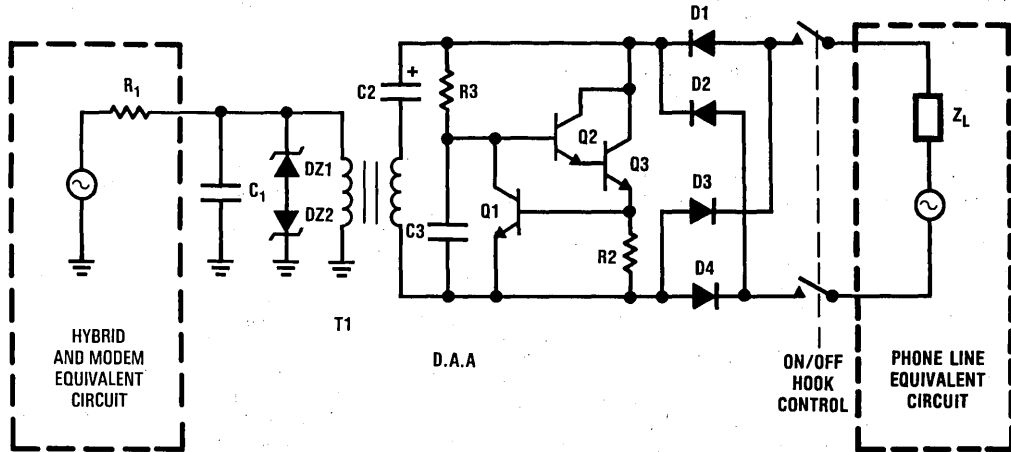 D1
C2
+
R3
D2
R₁
Q2
Q3
Z_L
DZ1
C₁
D3
DZ2
Q1
C3
R2
D4
T1
HYBRID
AND MODEM
EQUIVALENT
CIRCUIT
D.A.A
ON/OFF
HOOK
CONTROL
PHONE LINE
EQUIVALENT
CIRCUIT